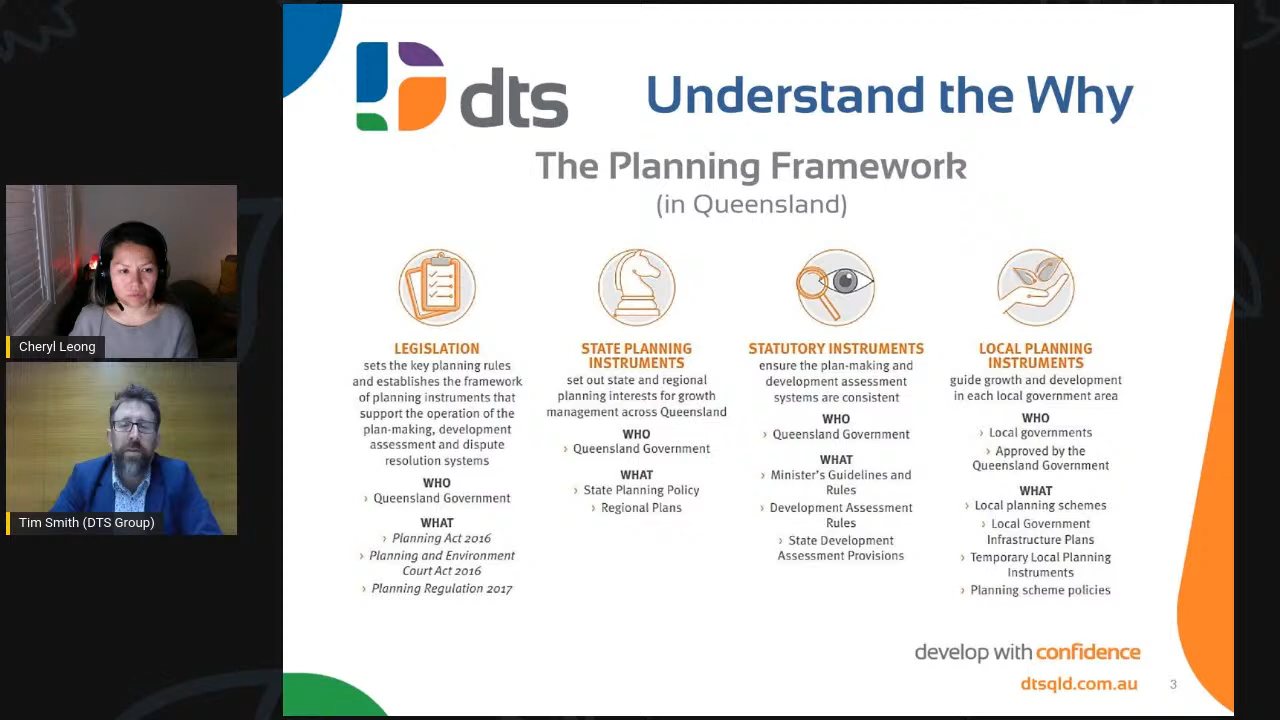 dts
Understand the Why
The Planning Framework
(in Queensland)
LEGISLATION
sets the key planning rules
and establishes the framework
of planning instruments that
support the operation of the
plan-making, development
assessment and dispute
resolution systems
WHO
› Queensland Government
WHAT
› Planning Act 2016
› Planning and Environment
Court Act 2016
› Planning Regulation 2017
STATE PLANNING
INSTRUMENTS
set out state and regional
planning interests for growth
management across Queensland
WHO
› Queensland Government
WHAT
› State Planning Policy
› Regional Plans
STATUTORY INSTRUMENTS
ensure the plan-making and
development assessment
systems are consistent
WHO
› Queensland Government
WHAT
› Minister's Guidelines and
Rules
› Development Assessment
Rules
› State Development
Assessment Provisions
LOCAL PLANNING
INSTRUMENTS
guide growth and development
in each local government area
WHO
› Local governments
› Approved by the
Queensland Government
WHAT
› Local planning schemes
› Local Government
Infrastructure Plans
› Temporary Local Planning
Instruments
› Planning scheme policies
develop with confidence
dtsqld.com.au
3
Cheryl Leong
Tim Smith (DTS Group)